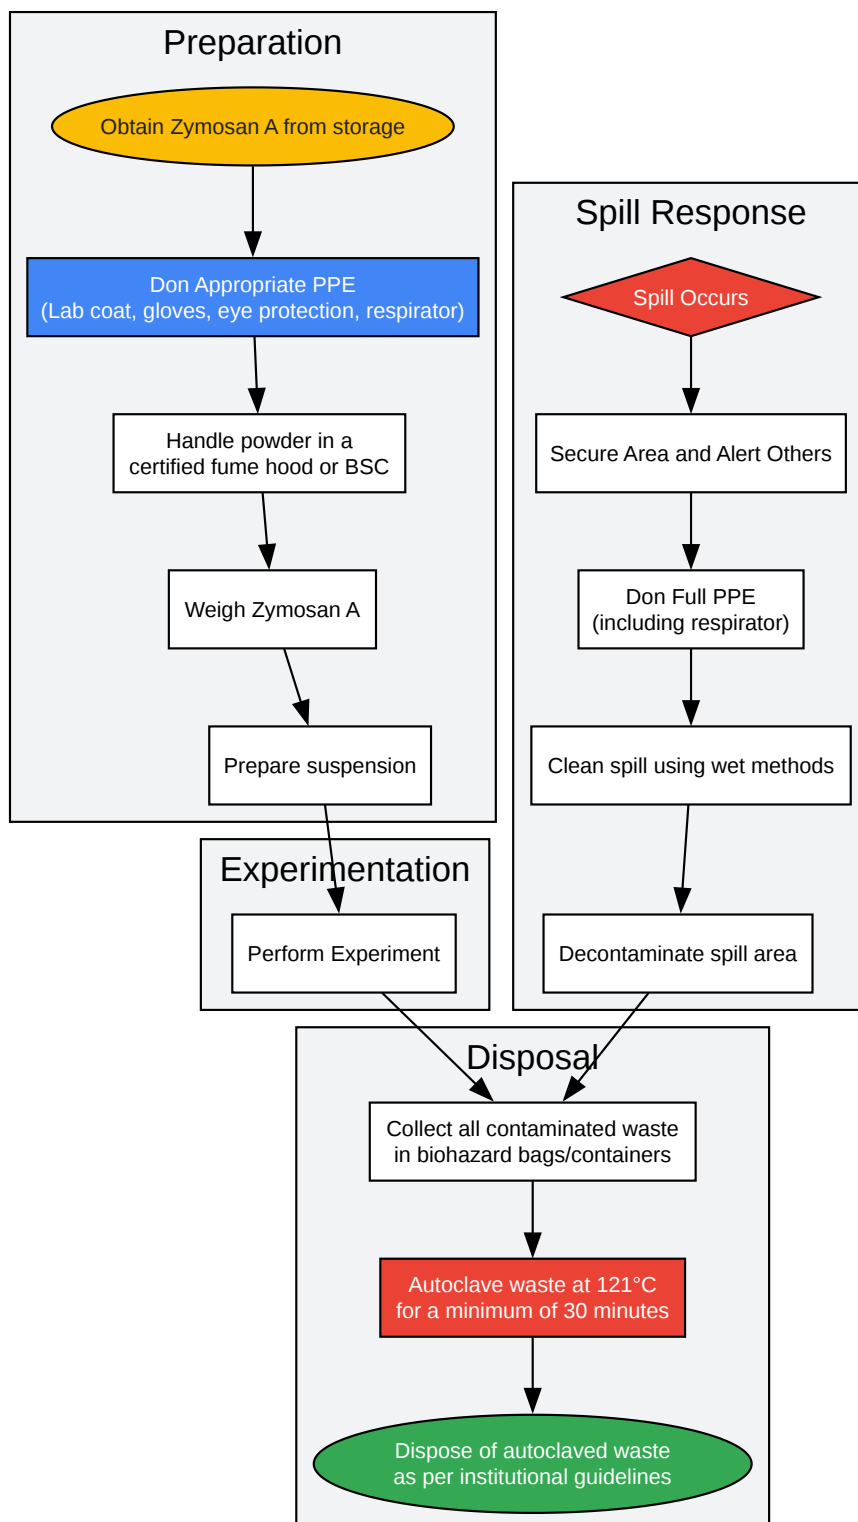 Preparation
Obtain Zymosan A from storage
Don Appropriate PPE
(Lab coat, gloves, eye protection, respirator)
Handle powder in a
certified fume hood or BSC
Weigh Zymosan A
Prepare suspension
Spill Response
Spill Occurs
Secure Area and Alert Others
Don Full PPE
(including respirator)
Clean spill using wet methods
Decontaminate spill area
Experimentation
Perform Experiment
Disposal
Collect all contaminated waste
in biohazard bags/containers
Autoclave waste at 121°C
for a minimum of 30 minutes
Dispose of autoclaved waste
as per institutional guidelines